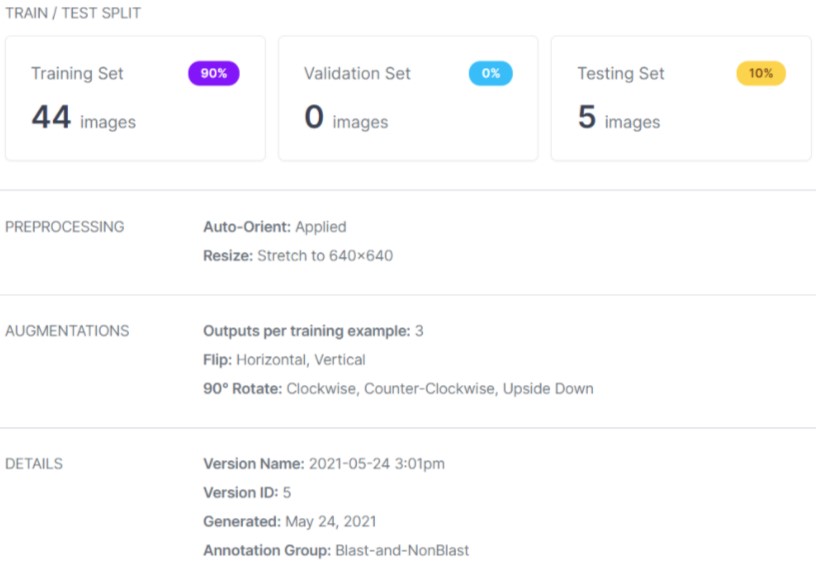 TRAIN / TEST SPLIT
Training Set 90%
44 images
Validation Set 0%
0 images
Testing Set 10%
5 images
PREPROCESSING
Auto-Orient: Applied
Resize: Stretch to 640×640
AUGMENTATIONS
Outputs per training example: 3
Flip: Horizontal, Vertical
90° Rotate: Clockwise, Counter-Clockwise, Upside Down
DETAILS
Version Name: 2021-05-24 3:01pm
Version ID: 5
Generated: May 24, 2021
Annotation Group: Blast-and-NonBlast